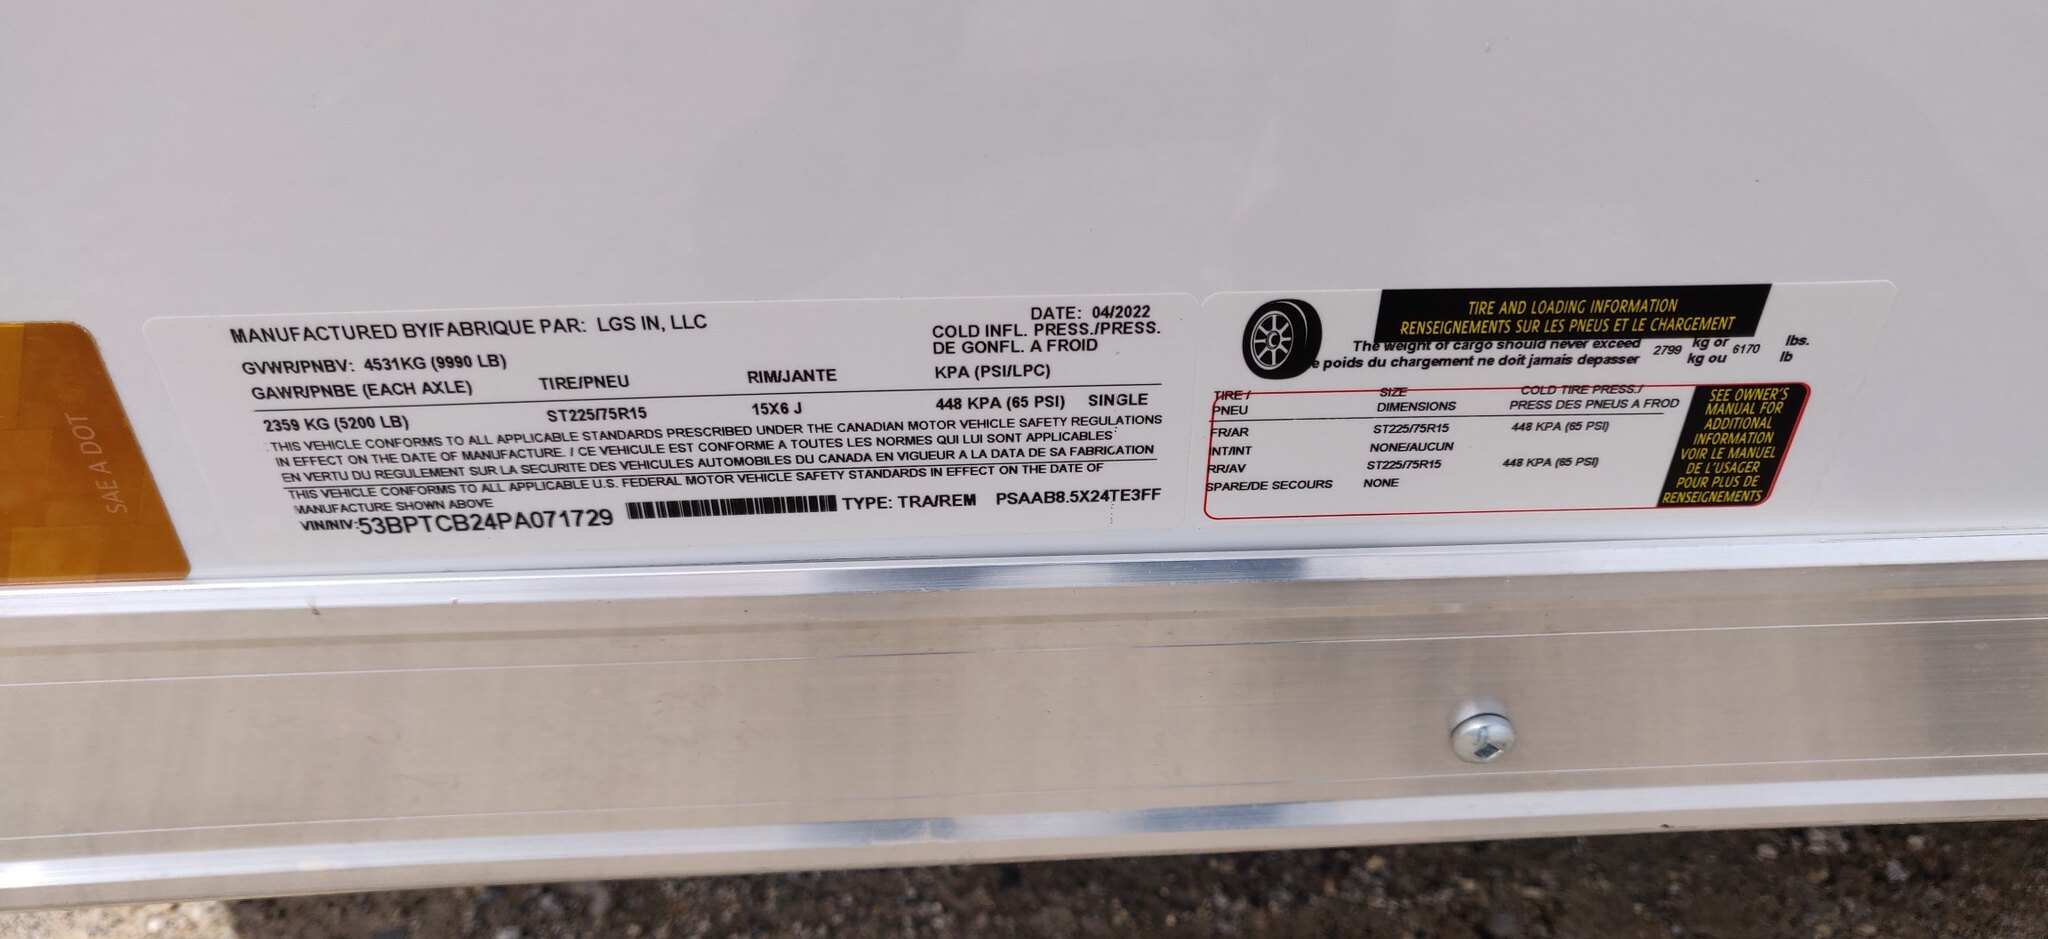 SAE A DOT
MANUFACTURED BY/FABRIQUE PAR: LGS IN, LLC
DATE: 04/2022
GVWR/PNBV: 4531KG (9990 LB)
COLD INFL. PRESS./PRESS.
DE GONFL. A FROID
GAWR/PNBE (EACH AXLE) TIRE/PNEU RIM/JANTE KPA (PSI/LPC)
2359 KG (5200 LB) ST225/75R15 15X6 J 448 KPA (65 PSI) SINGLE
THIS VEHICLE CONFORMS TO ALL APPLICABLE STANDARDS PRESCRIBED UNDER THE CANADIAN MOTOR VEHICLE SAFETY REGULATIONS
IN EFFECT ON THE DATE OF MANUFACTURE. / CE VEHICULE EST CONFORME A TOUTES LES NORMES QUI LUI SONT APPLICABLES
EN VERTU DU REGULEMENT SUR LA SECURITE DES VEHICULES AUTOMOBILES DU CANADA EN VIGUEUR A LA DATA DE SA FABRICATION
THIS VEHICLE CONFORMS TO ALL APPLICABLE U.S. FEDERAL MOTOR VEHICLE SAFETY STANDARDS IN EFFECT ON THE DATE OF
MANUFACTURE SHOWN ABOVE
VIN/NIV: 53BPTCB24PA071729 TYPE: TRA/REM PSAAB8.5X24TE3FF
TIRE AND LOADING INFORMATION
RENSEIGNEMENTS SUR LES PNEUS ET LE CHARGEMENT
The weight of cargo should never exceed 2799 kg or 6170 lbs.
e poids du chargement ne doit jamais depasser kg ou lb
TIRE / SIZE COLD TIRE PRESS./
PNEU DIMENSIONS PRESS DES PNEUS A FROD
FR/AR ST225/75R15 448 KPA (65 PSI)
INT/INT NONE/AUCUN
RR/AV ST225/75R15 448 KPA (65 PSI)
SPARE/DE SECOURS NONE
SEE OWNER'S
MANUAL FOR
ADDITIONAL
INFORMATION
VOIR LE MANUEL
DE L'USAGER
POUR PLUS DE
RENSEIGNEMENTS